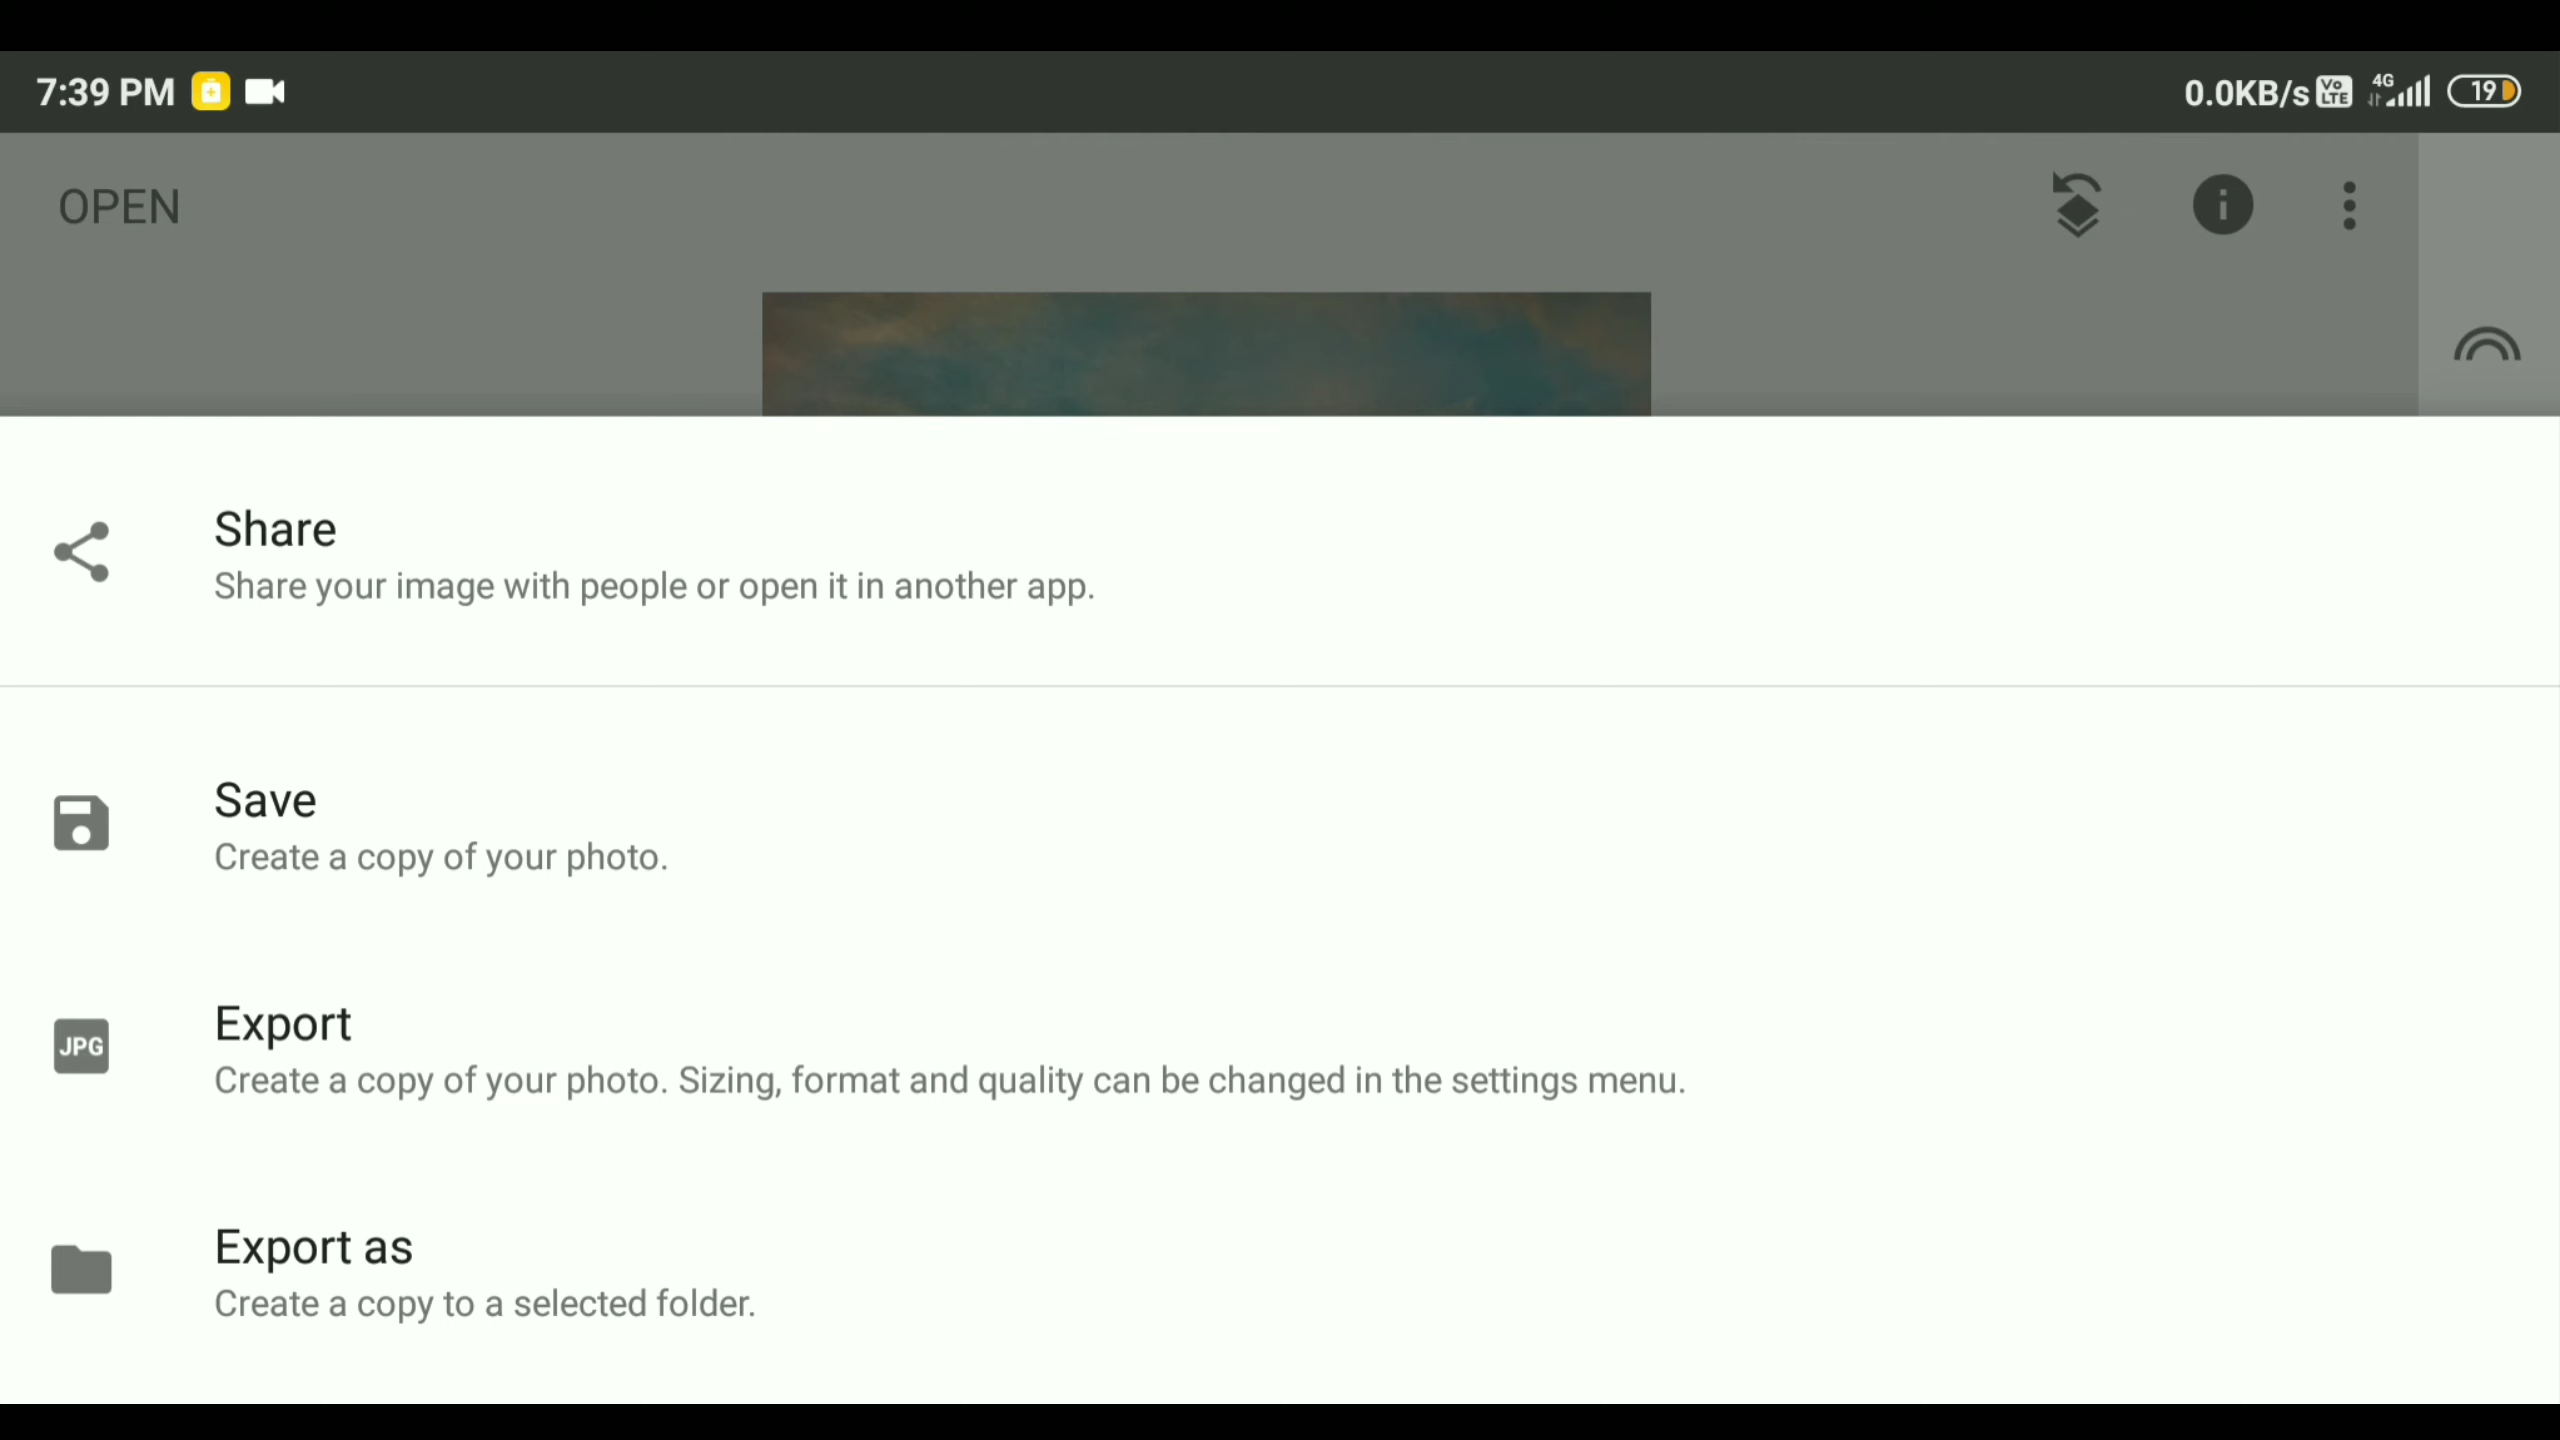 7:39 PM
0.0KB/s Vo LTE 4G 19
OPEN
Share
Share your image with people or open it in another app.
Save
Create a copy of your photo.
JPG
Export
Create a copy of your photo. Sizing, format and quality can be changed in the settings menu.
Export as
Create a copy to a selected folder.